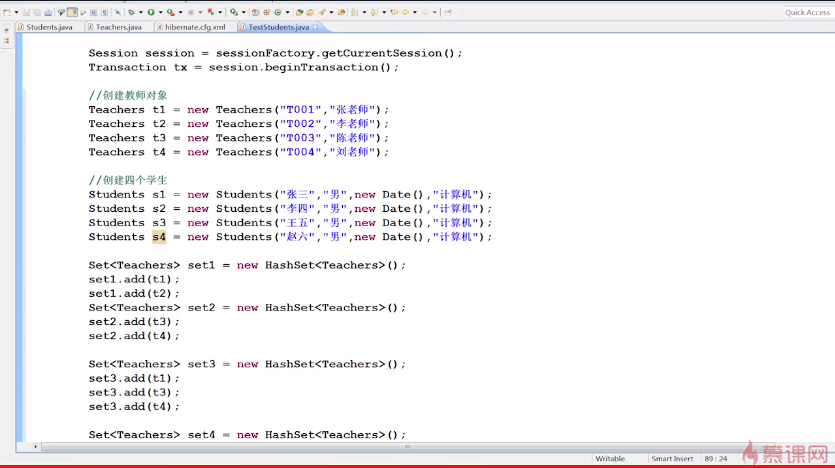 Quick Access
Students.java Teachers.java hibernate.cfg.xml TestStudents.java
Session session = sessionFactory.getCurrentSession();
Transaction tx = session.beginTransaction();
//创建教师对象
Teachers t1 = new Teachers("T001","张老师");
Teachers t2 = new Teachers("T002","李老师");
Teachers t3 = new Teachers("T003","陈老师");
Teachers t4 = new Teachers("T004","刘老师");
//创建四个学生
Students s1 = new Students("张三","男",new Date(),"计算机");
Students s2 = new Students("李四","男",new Date(),"计算机");
Students s3 = new Students("王五","男",new Date(),"计算机");
Students s4 = new Students("赵六","男",new Date(),"计算机");
Set<Teachers> set1 = new HashSet<Teachers>();
set1.add(t1);
set1.add(t2);
Set<Teachers> set2 = new HashSet<Teachers>();
set2.add(t3);
set2.add(t4);
Set<Teachers> set3 = new HashSet<Teachers>();
set3.add(t1);
set3.add(t3);
set3.add(t4);
Set<Teachers> set4 = new HashSet<Teachers>();
Writable Smart Insert 89 : 24
慕课网